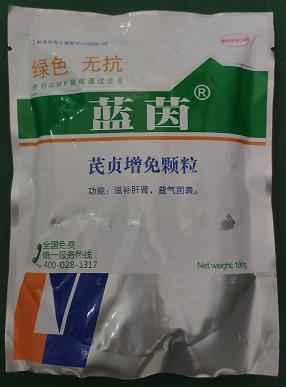 绿色 无抗
兽药GMP验收通过企业
蓝茵®
芪贞增免颗粒
功能：滋补肝肾，益气固表。
全国免费
统一服务热线：
400-028-1317
Net weight: 100g